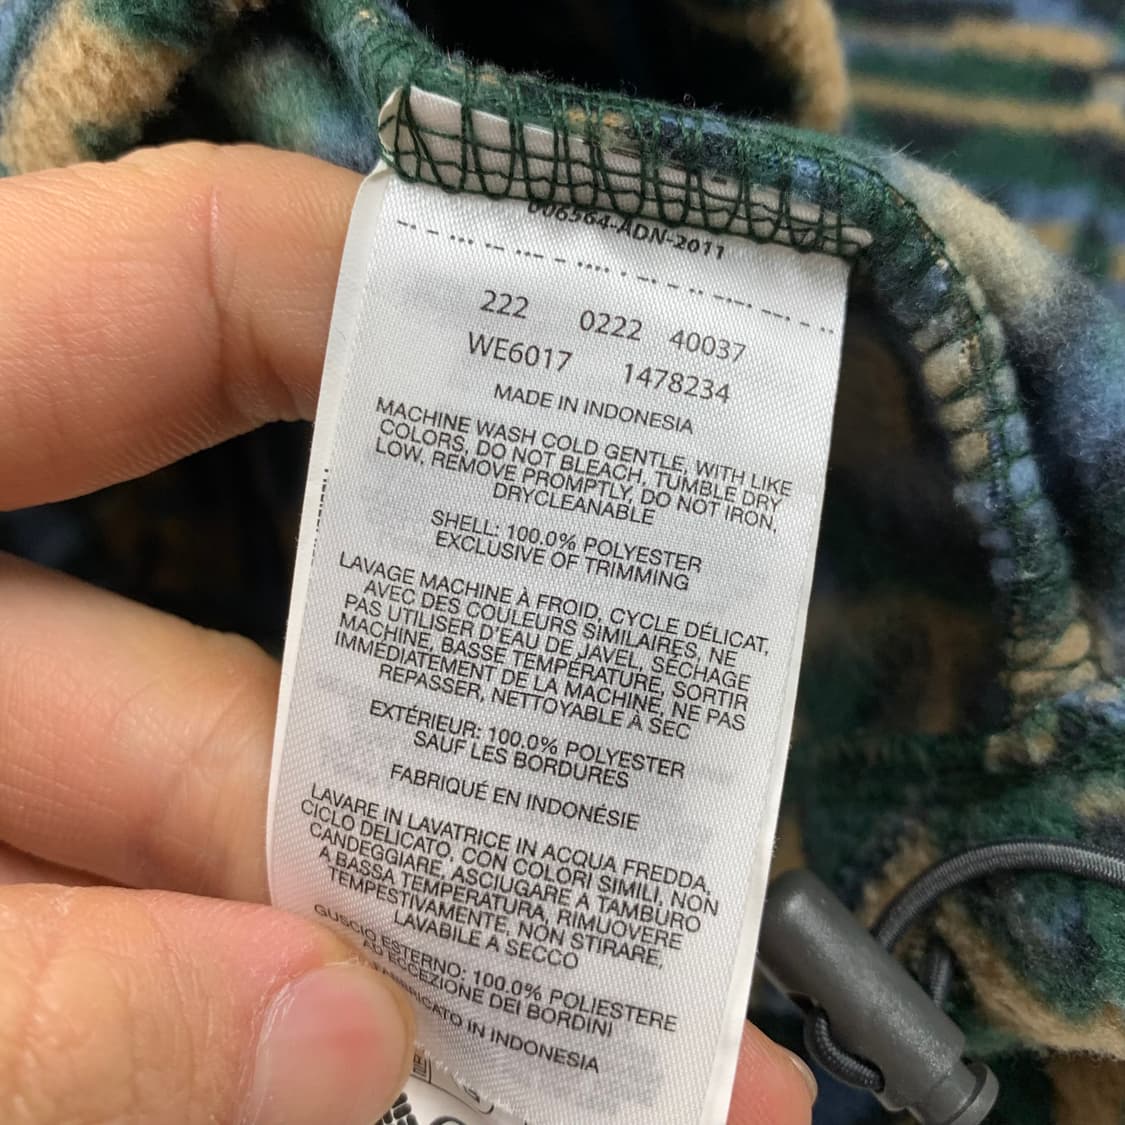 006564-ADN-2011
222 0222 40037
WE6017 1478234
MADE IN INDONESIA
MACHINE WASH COLD GENTLE, WITH LIKE
COLORS, DO NOT BLEACH, TUMBLE DRY
LOW, REMOVE PROMPTLY, DO NOT IRON,
DRYCLEANABLE
SHELL: 100.0% POLYESTER
EXCLUSIVE OF TRIMMING
LAVAGE MACHINE À FROID, CYCLE DÉLICAT,
AVEC DES COULEURS SIMILAIRES, NE
PAS UTILISER D'EAU DE JAVEL, SÉCHAGE
MACHINE, BASSE TEMPÉRATURE, SORTIR
IMMÉDIATEMENT DE LA MACHINE, NE PAS
REPASSER, NETTOYABLE À SEC
EXTÉRIEUR: 100.0% POLYESTER
SAUF LES BORDURES
FABRIQUÉ EN INDONÉSIE
LAVARE IN LAVATRICE IN ACQUA FREDDA,
CICLO DELICATO, CON COLORI SIMILI, NON
CANDEGGIARE, ASCIUGARE A TAMBURO
A BASSA TEMPERATURA, RIMUOVERE
TEMPESTIVAMENTE, NON STIRARE,
LAVABILE A SECCO
GUSCIO ESTERNO: 100.0% POLIESTERE
AD ECCEZIONE DEI BORDINI
FABBRICATO IN INDONESIA